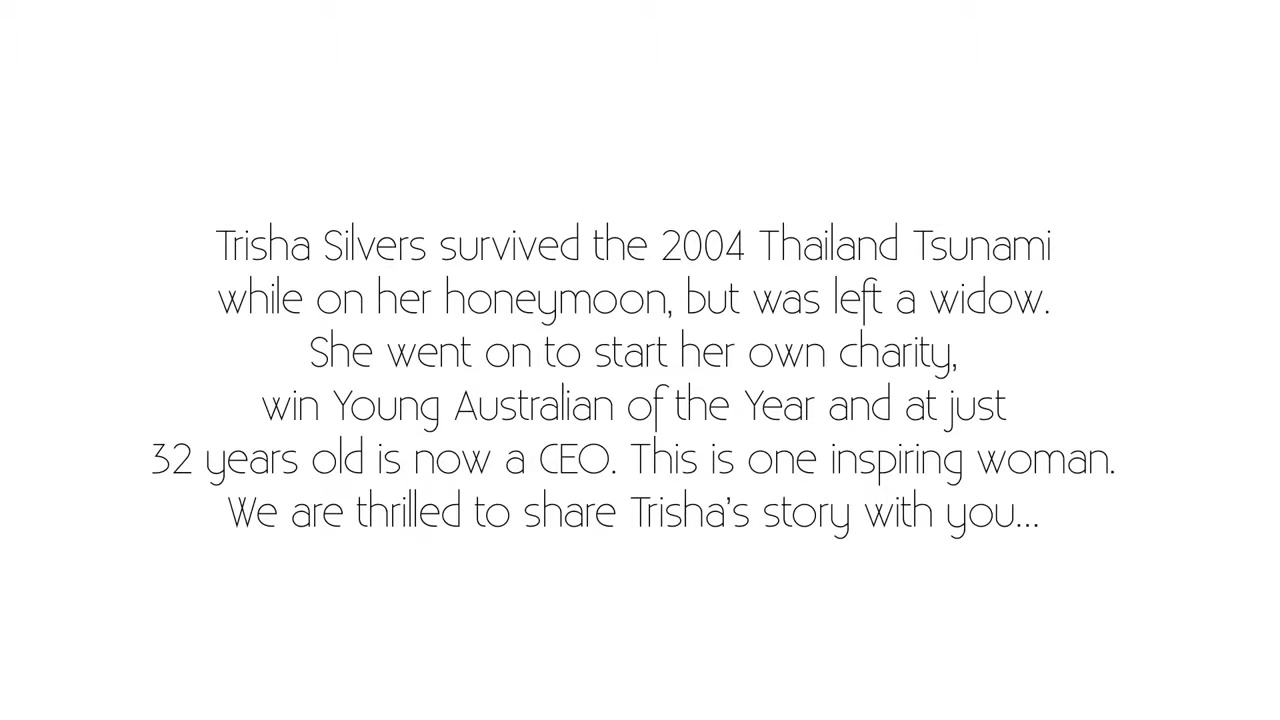 Trisha Silvers survived the 2004 Thailand Tsunami
while on her honeymoon, but was left a widow.
She went on to start her own charity,
win Young Australian of the Year and at just
32 years old is now a CEO. This is one inspiring woman.
We are thrilled to share Trisha's story with you...